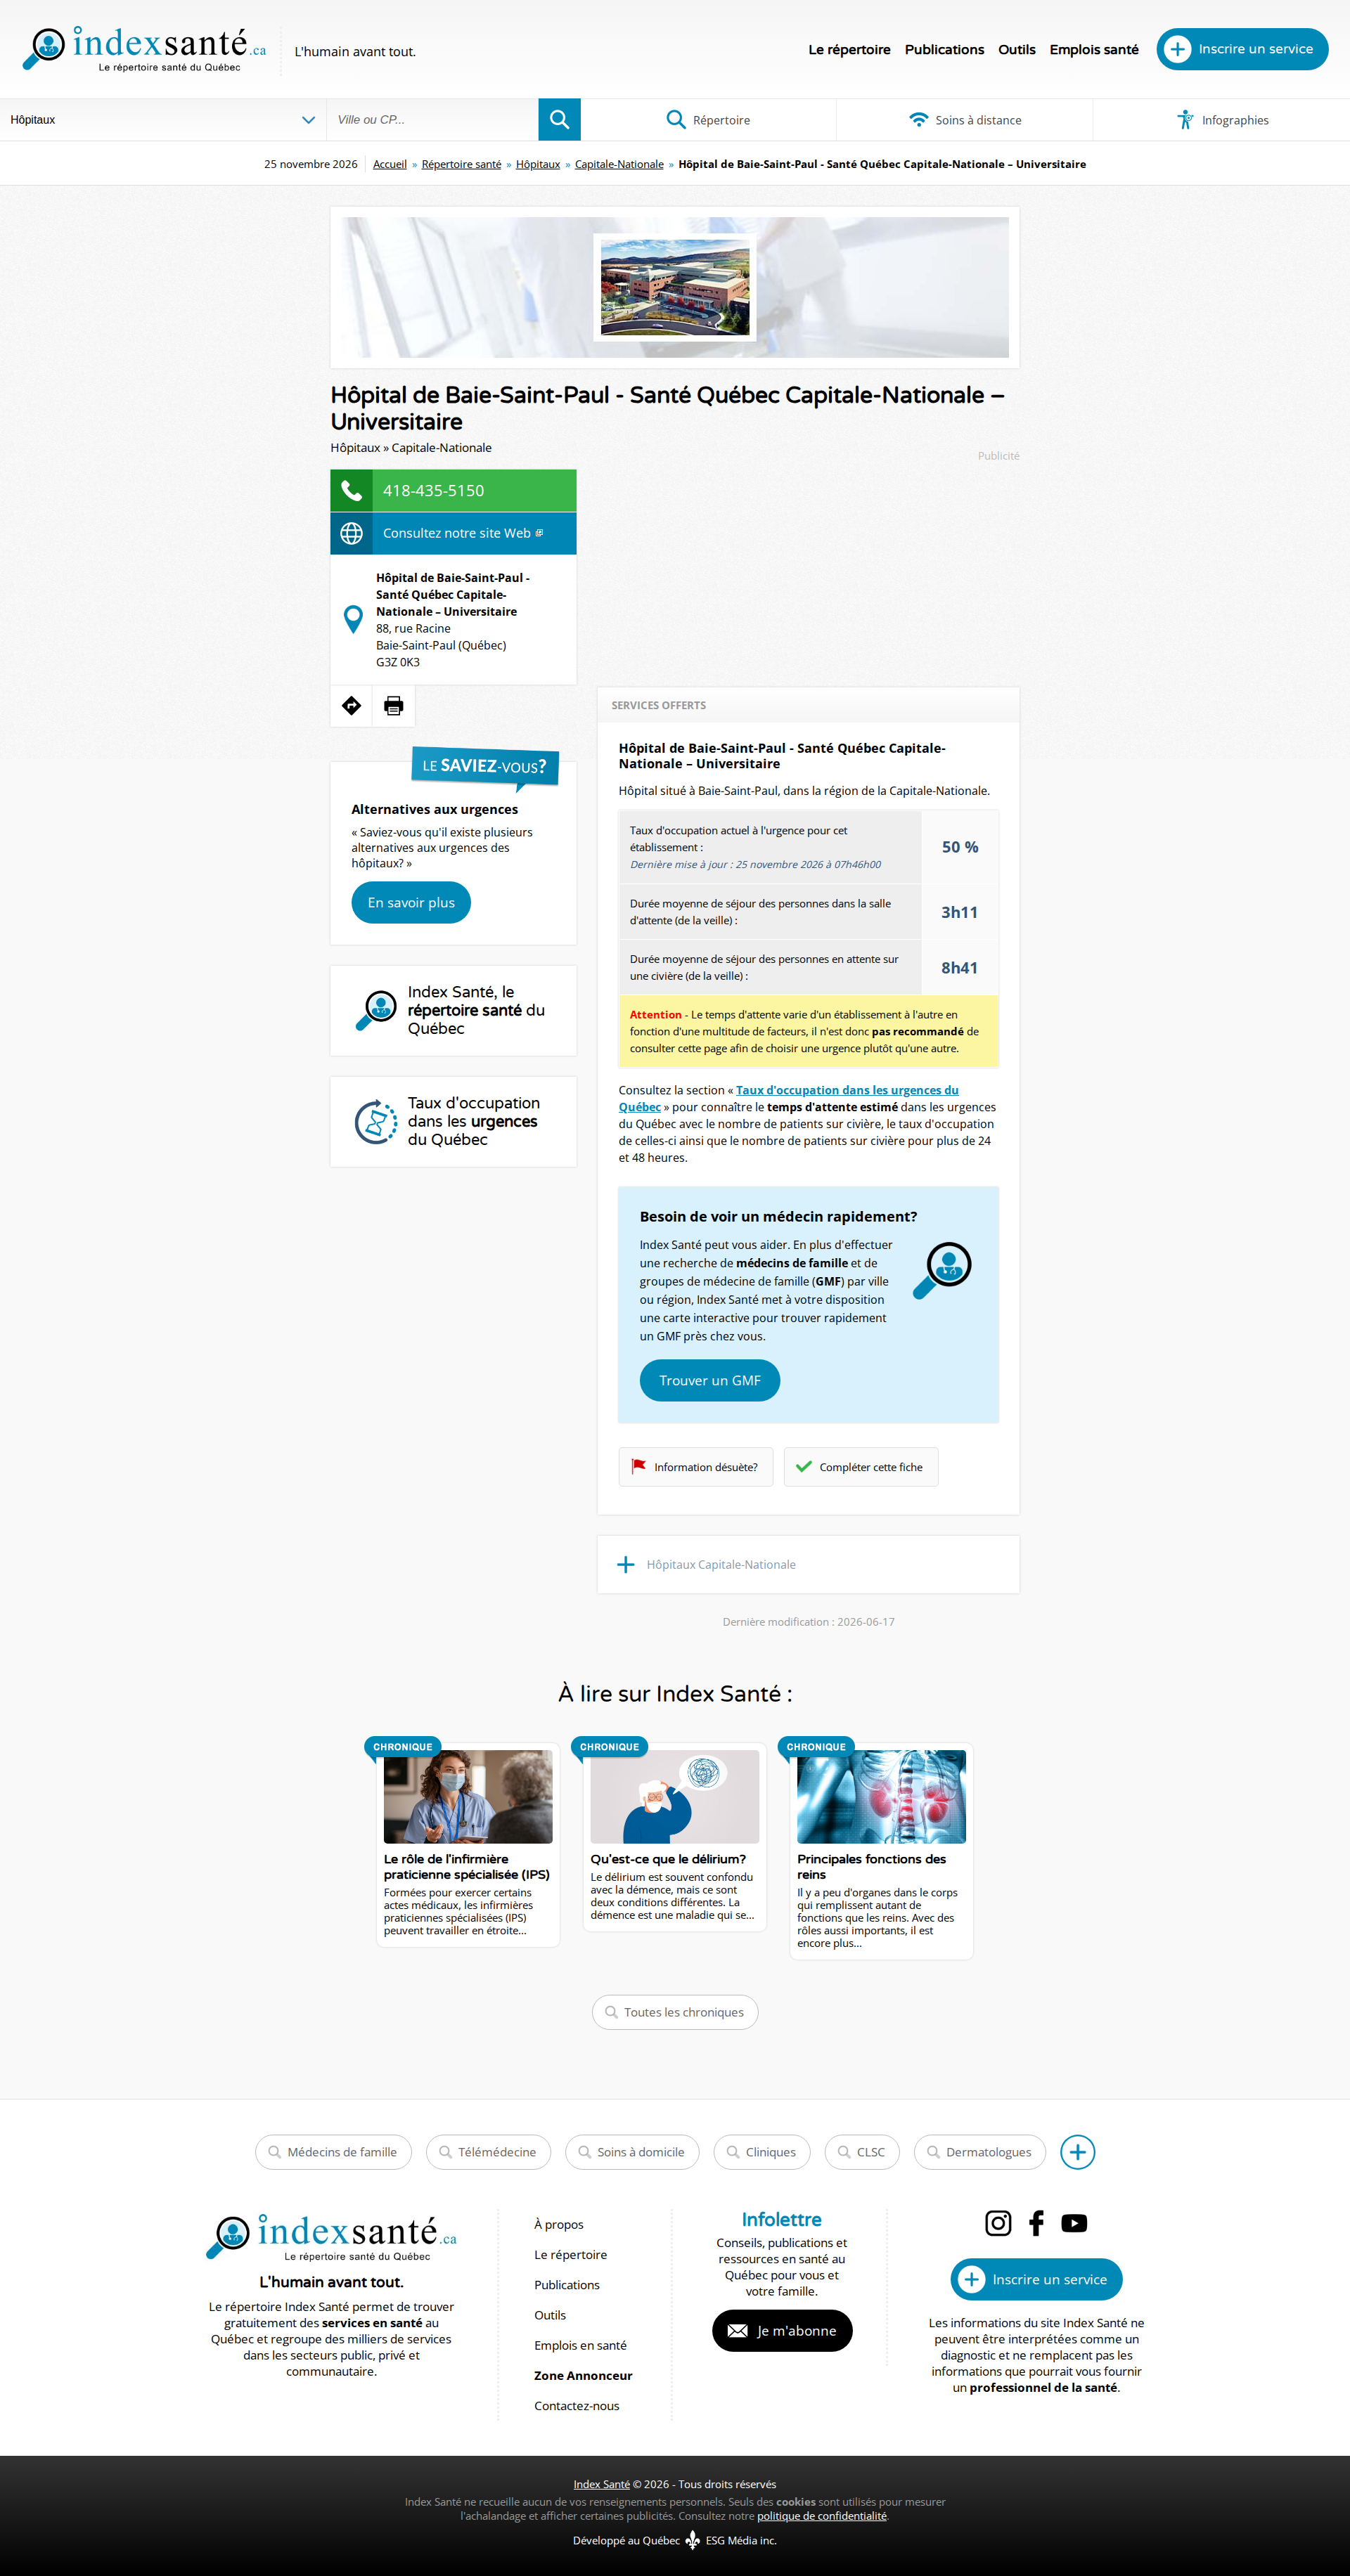 indexsanté.ca
Le répertoire santé du Québec
L'humain avant tout.
Le répertoire
Publications
Outils
Emplois santé
Inscrire un service
Hôpitaux
Ville ou CP...
Répertoire
Soins à distance
Infographies
25 novembre 2026
Accueil » Répertoire santé » Hôpitaux » Capitale-Nationale » Hôpital de Baie-Saint-Paul - Santé Québec Capitale-Nationale – Universitaire
Hôpital de Baie-Saint-Paul - Santé Québec Capitale-Nationale –
Universitaire
Hôpitaux » Capitale-Nationale
Publicité
418-435-5150
Consultez notre site Web
Hôpital de Baie-Saint-Paul -
Santé Québec Capitale-
Nationale – Universitaire
88, rue Racine
Baie-Saint-Paul (Québec)
G3Z 0K3
LE SAVIEZ-VOUS?
Alternatives aux urgences
« Saviez-vous qu'il existe plusieurs
alternatives aux urgences des
hôpitaux? »
En savoir plus
Index Santé, le
répertoire santé du
Québec
Taux d'occupation
dans les urgences
du Québec
SERVICES OFFERTS
Hôpital de Baie-Saint-Paul - Santé Québec Capitale-
Nationale – Universitaire
Hôpital situé à Baie-Saint-Paul, dans la région de la Capitale-Nationale.
Taux d'occupation actuel à l'urgence pour cet
établissement :
Dernière mise à jour : 25 novembre 2026 à 07h46h00
50 %
Durée moyenne de séjour des personnes dans la salle
d'attente (de la veille) :
3h11
Durée moyenne de séjour des personnes en attente sur
une civière (de la veille) :
8h41
Attention - Le temps d'attente varie d'un établissement à l'autre en
fonction d'une multitude de facteurs, il n'est donc pas recommandé de
consulter cette page afin de choisir une urgence plutôt qu'une autre.
Consultez la section « Taux d'occupation dans les urgences du
Québec » pour connaître le temps d'attente estimé dans les urgences
du Québec avec le nombre de patients sur civière, le taux d'occupation
de celles-ci ainsi que le nombre de patients sur civière pour plus de 24
et 48 heures.
Besoin de voir un médecin rapidement?
Index Santé peut vous aider. En plus d'effectuer
une recherche de médecins de famille et de
groupes de médecine de famille (GMF) par ville
ou région, Index Santé met à votre disposition
une carte interactive pour trouver rapidement
un GMF près chez vous.
Trouver un GMF
Information désuète?
Compléter cette fiche
Hôpitaux Capitale-Nationale
Dernière modification : 2026-06-17
À lire sur Index Santé :
CHRONIQUE
Le rôle de l'infirmière
praticienne spécialisée (IPS)
Formées pour exercer certains
actes médicaux, les infirmières
praticiennes spécialisées (IPS)
peuvent travailler en étroite...
CHRONIQUE
Qu'est-ce que le délirium?
Le délirium est souvent confondu
avec la démence, mais ce sont
deux conditions différentes. La
démence est une maladie qui se...
CHRONIQUE
Principales fonctions des
reins
Il y a peu d'organes dans le corps
qui remplissent autant de
fonctions que les reins. Avec des
rôles aussi importants, il est
encore plus...
Toutes les chroniques
Médecins de famille
Télémédecine
Soins à domicile
Cliniques
CLSC
Dermatologues
indexsanté.ca
Le répertoire santé du Québec
L'humain avant tout.
Le répertoire Index Santé permet de trouver
gratuitement des services en santé au
Québec et regroupe des milliers de services
dans les secteurs public, privé et
communautaire.
À propos
Le répertoire
Publications
Outils
Emplois en santé
Zone Annonceur
Contactez-nous
Infolettre
Conseils, publications et
ressources en santé au
Québec pour vous et
votre famille.
Je m'abonne
Inscrire un service
Les informations du site Index Santé ne
peuvent être interprétées comme un
diagnostic et ne remplacent pas les
informations que pourrait vous fournir
un professionnel de la santé.
Index Santé © 2026 - Tous droits réservés
Index Santé ne recueille aucun de vos renseignements personnels. Seuls des cookies sont utilisés pour mesurer
l'achalandage et afficher certaines publicités. Consultez notre politique de confidentialité.
Développé au Québec ESG Média inc.